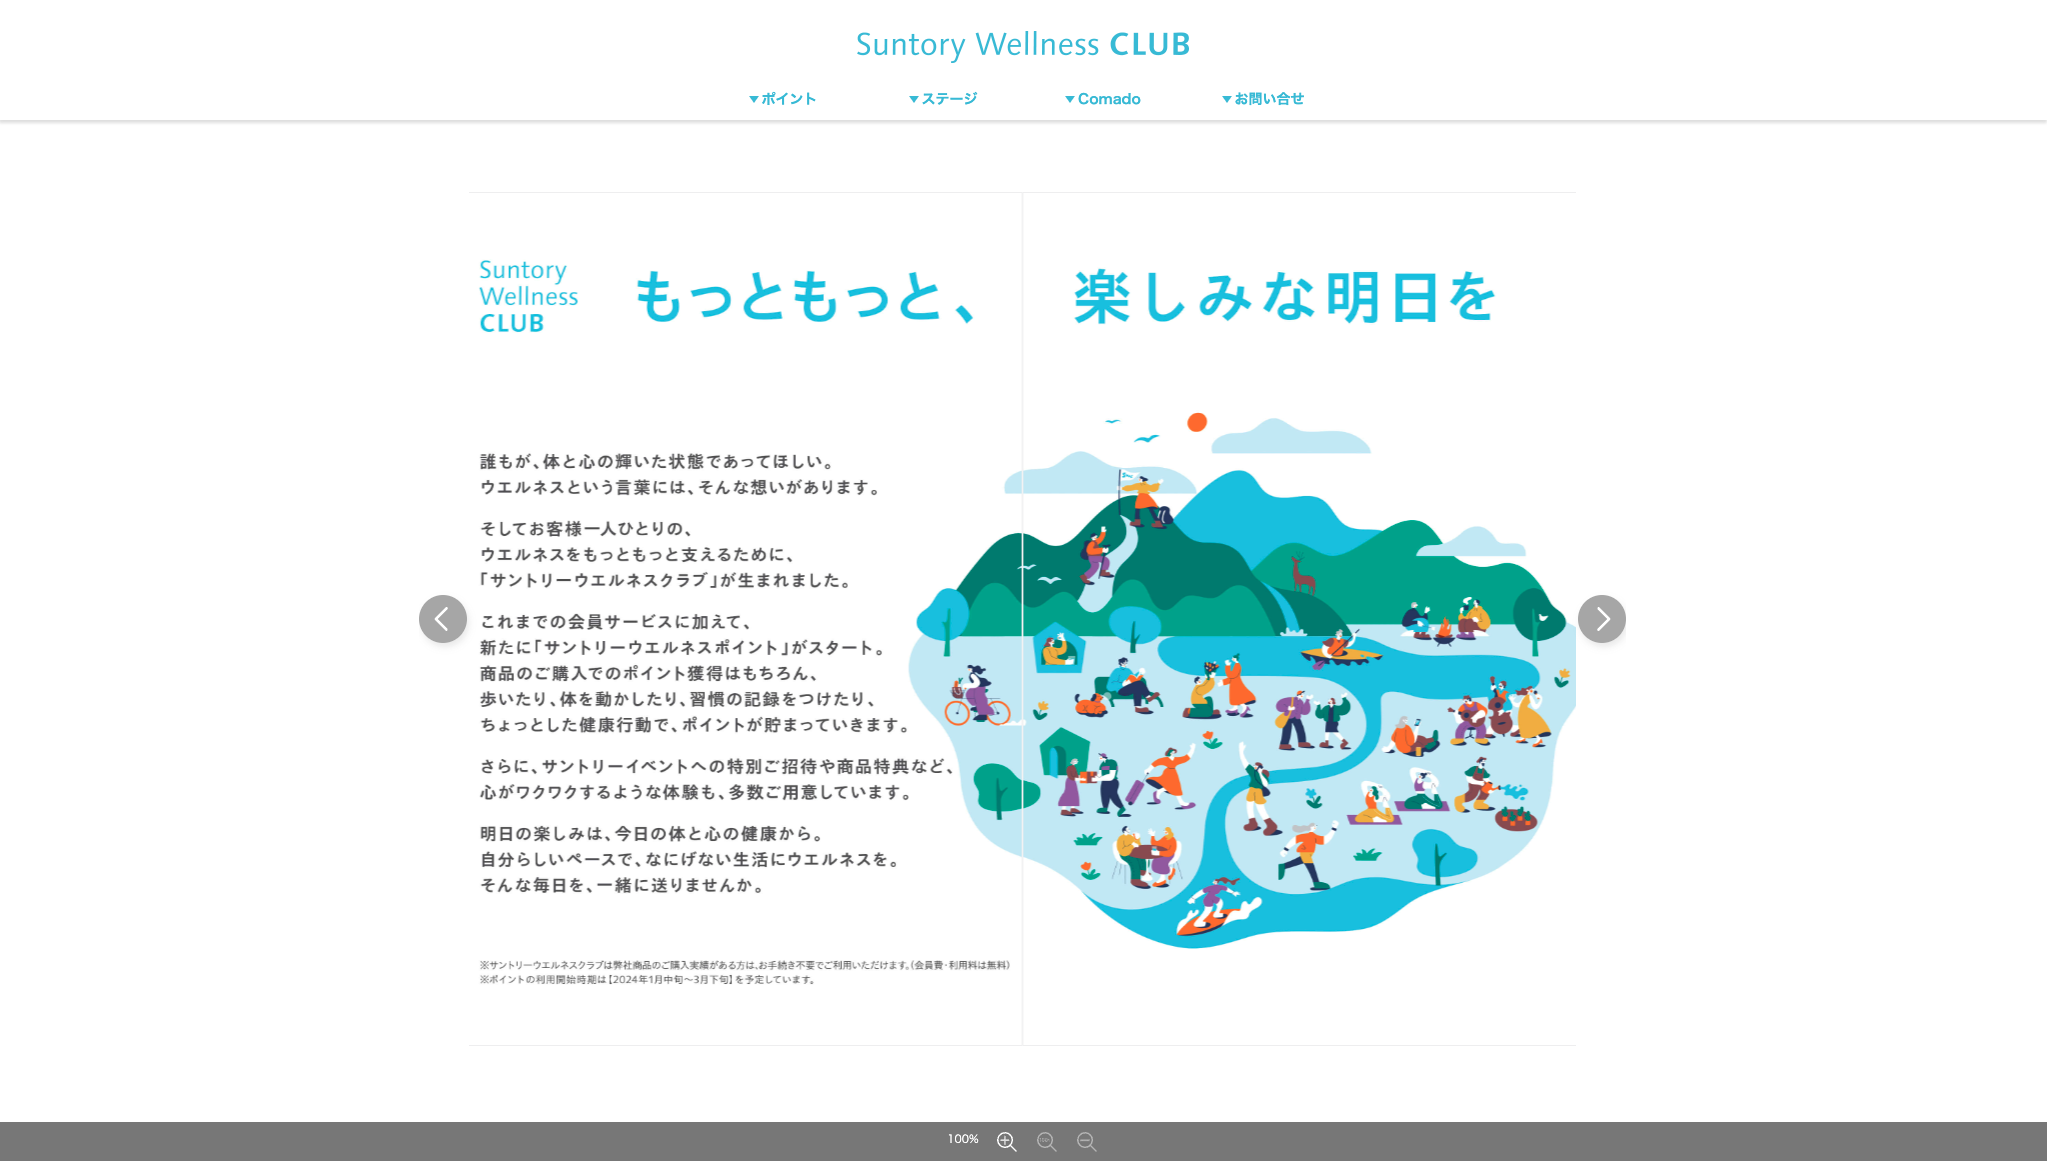 Suntory Wellness CLUB
▼ポイント ▼ステージ ▼Comado ▼お問い合せ
Suntory
Wellness
CLUB
もっともっと、楽しみな明日を
誰もが、体と心の輝いた状態であってほしい。
ウエルネスという言葉には、そんな想いがあります。
そしてお客様一人ひとりの、
ウエルネスをもっともっと支えるために、
「サントリーウエルネスクラブ」が生まれました。
これまでの会員サービスに加えて、
新たに「サントリーウエルネスポイント」がスタート。
商品のご購入でのポイント獲得はもちろん、
歩いたり、体を動かしたり、習慣の記録をつけたり、
ちょっとした健康行動で、ポイントが貯まっていきます。
さらに、サントリーイベントへの特別ご招待や商品特典など、
心がワクワクするような体験も、多数ご用意しています。
明日の楽しみは、今日の体と心の健康から。
自分らしいペースで、なにげない生活にウエルネスを。
そんな毎日を、一緒に送りませんか。
※サントリーウエルネスクラブは弊社商品のご購入実績がある方は、お手続き不要でご利用いただけます。(会員費・利用料は無料)
※ポイントの利用開始時期は【2024年1月中旬〜3月下旬】を予定しています。
100%